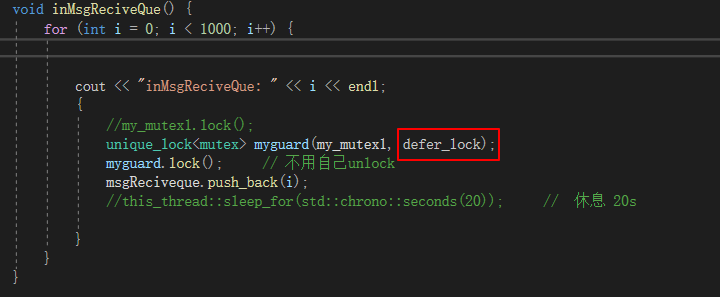 void inMsgReciveQue() {
for (int i = 0; i < 1000; i++) {
cout << "inMsgReciveQue: " << i << endl;
{
//my_mutex1.lock();
unique_lock<mutex> myguard(my_mutex1, defer_lock);
myguard.lock(); // 不用自己unlock
msgReciveque.push_back(i);
//this_thread::sleep_for(std::chrono::seconds(20)); // 休息 20s
}
}
}